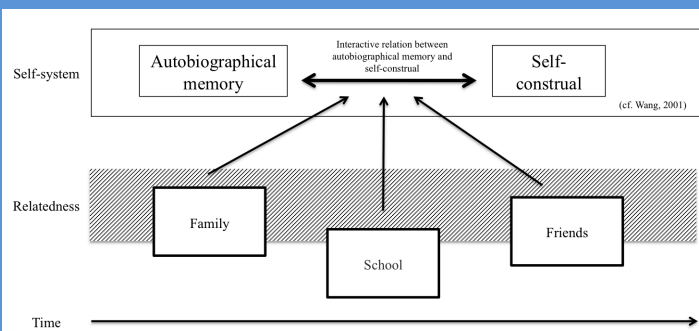 Self-system
Autobiographical
memory
Interactive relation between
autobiographical memory and
self-construal
Self-
construal
(cf. Wang, 2001)
Relatedness
Family
School
Friends
Time